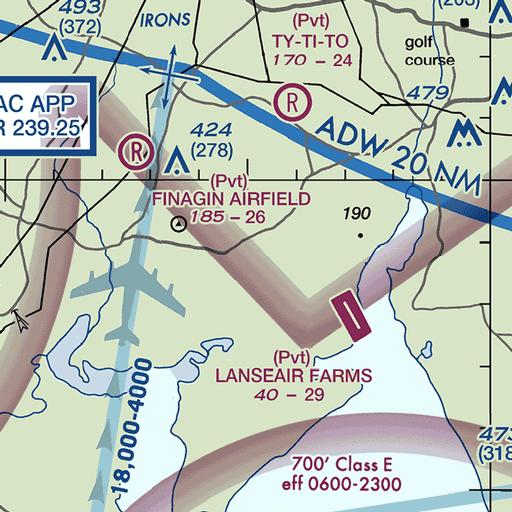 493
(372)
IRONS
(Pvt)
TY-TI-TO
170 – 24
golf
course
479
AC APP
R 239.25
R
R
424
(278)
ADW 20 NM
(Pvt)
FINAGIN AIRFIELD
185 – 26
190
18,000-4000
(Pvt)
LANSEAIR FARMS
40 – 29
700' Class E
eff 0600-2300
473
(318